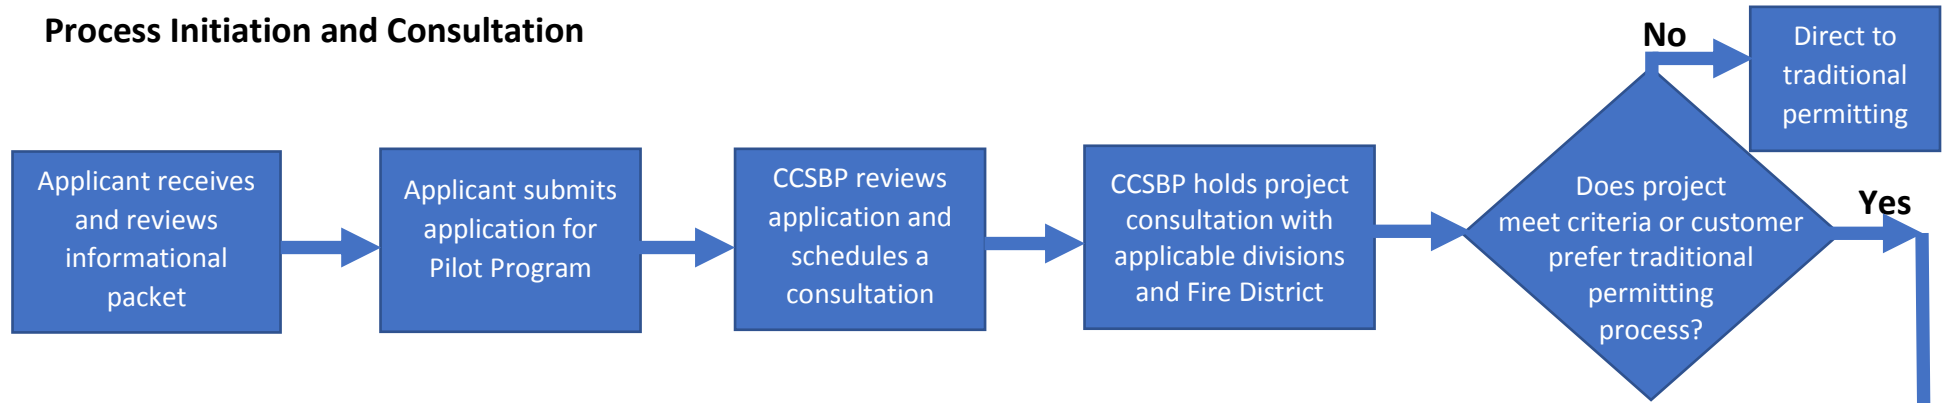 Process Initiation and Consultation
Applicant receives
and reviews
informational
packet
Applicant submits
application for
Pilot Program
CCSBP reviews
application and
schedules a
consultation
CCSBP holds project
consultation with
applicable divisions
and Fire District
Does project
meet criteria or customer
prefer traditional
permitting
process?
No
Direct to
traditional
permitting
Yes